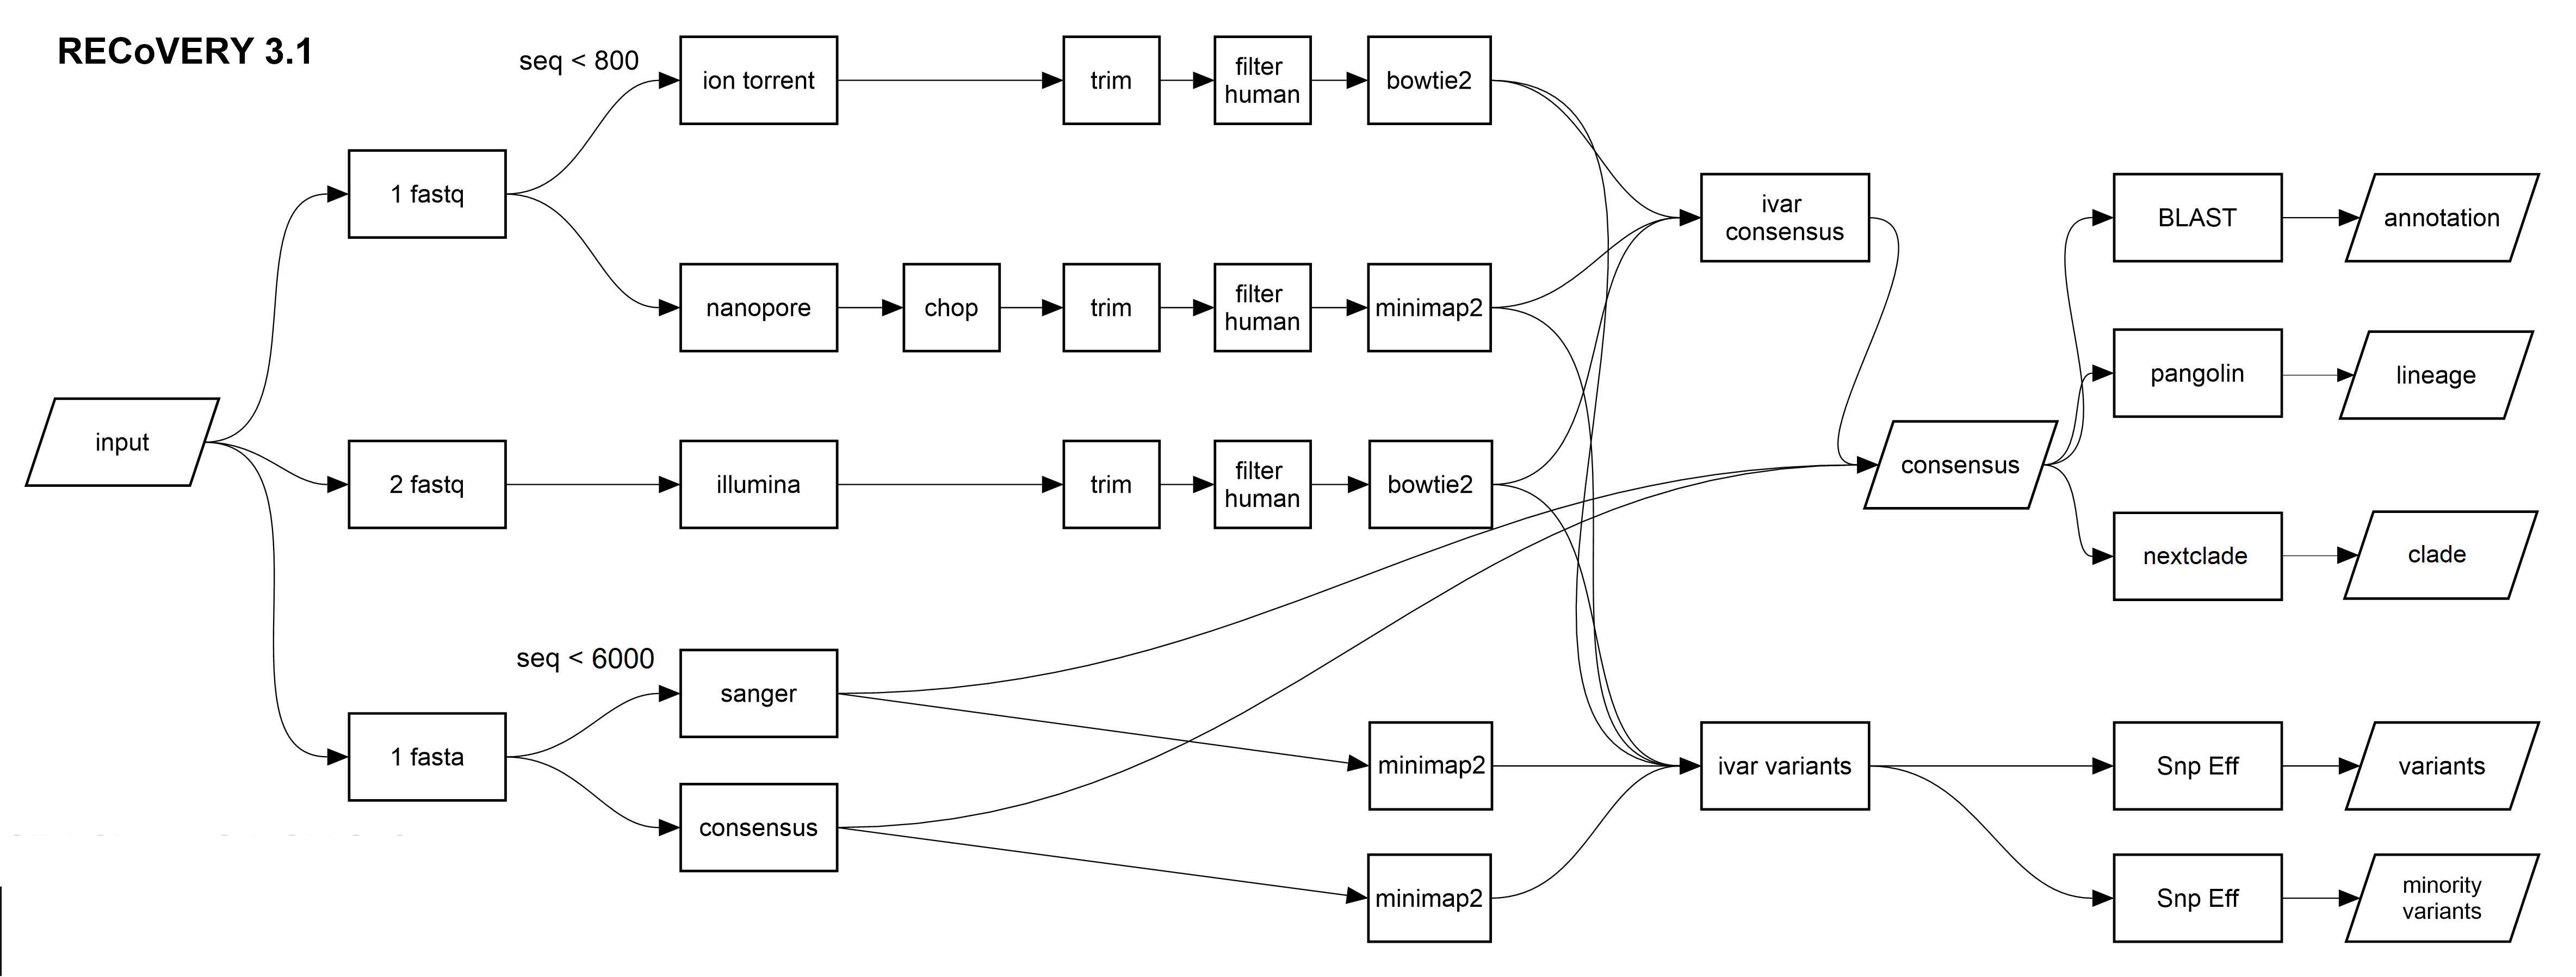 RECoVERY 3.1
seq < 800
ion torrent
trim
filter
human
bowtie2
1 fastq
nanopore
chop
trim
filter
human
minimap2
ivar
consensus
BLAST
annotation
pangolin
lineage
input
2 fastq
illumina
trim
filter
human
bowtie2
consensus
nextclade
clade
seq < 6000
sanger
1 fasta
consensus
minimap2
minimap2
ivar variants
Snp Eff
variants
Snp Eff
minority
variants